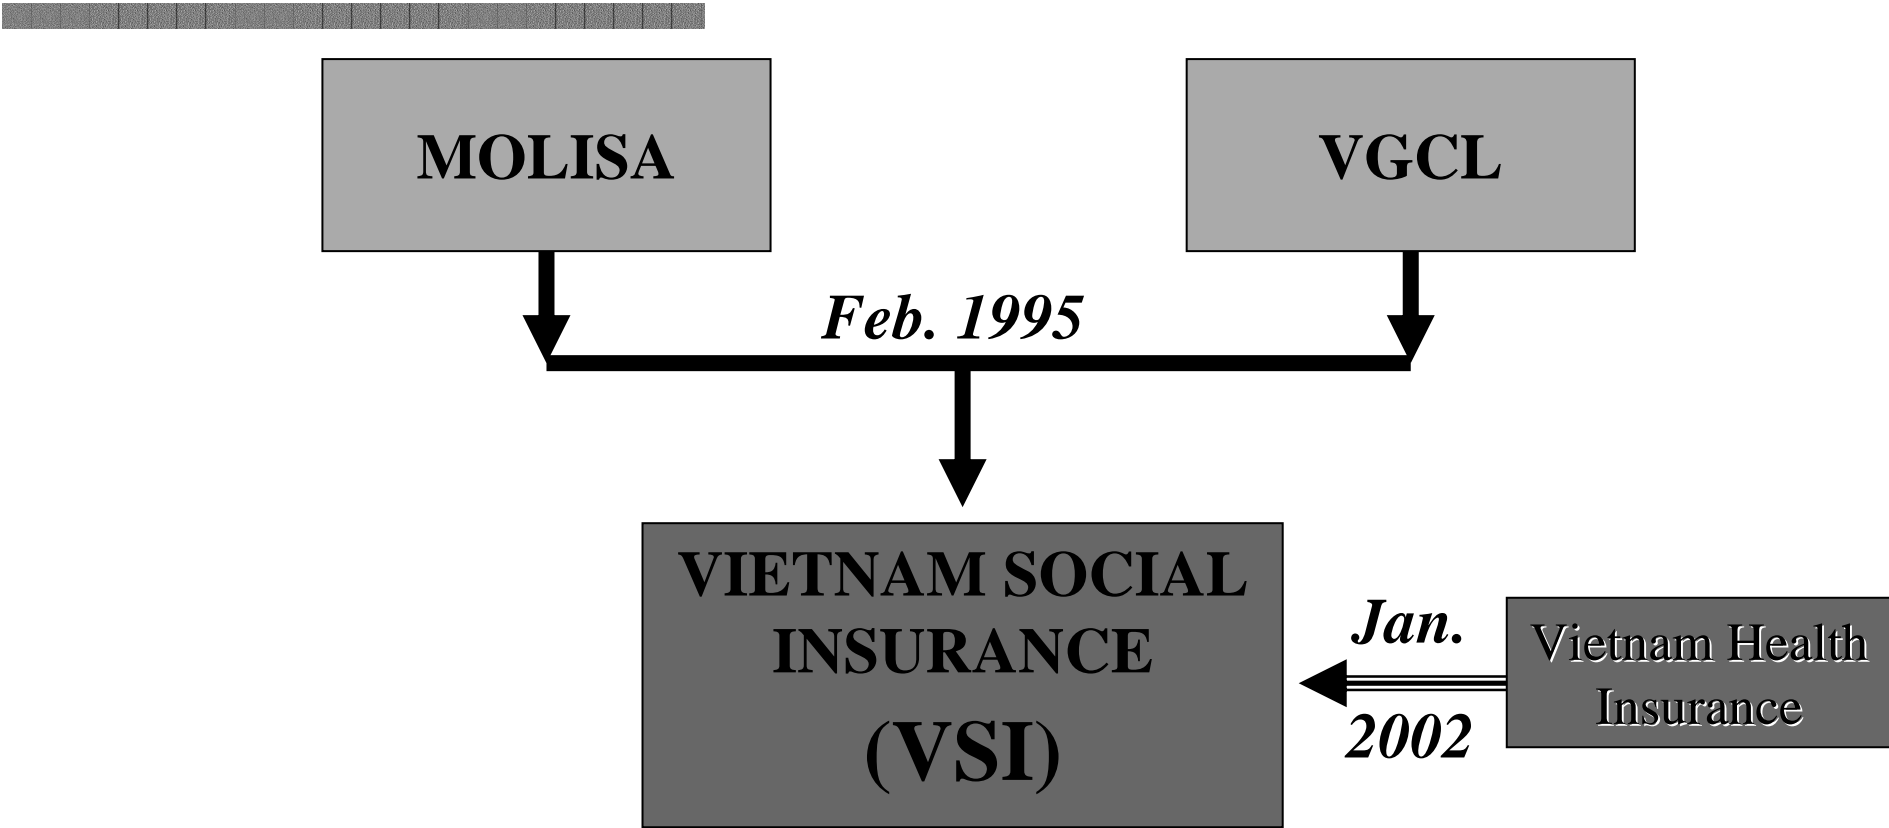 MOLISA
VGCL
Feb. 1995
VIETNAM SOCIAL
INSURANCE
(VSI)
Jan.
2002
Vietnam Health
Insurance